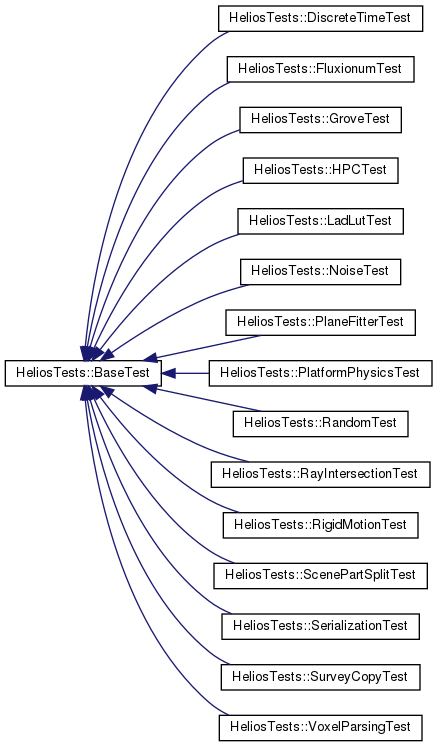 HeliosTests::DiscreteTimeTest
HeliosTests::FluxionumTest
HeliosTests::GroveTest
HeliosTests::HPCTest
HeliosTests::LadLutTest
HeliosTests::NoiseTest
HeliosTests::PlaneFitterTest
HeliosTests::BaseTest
HeliosTests::PlatformPhysicsTest
HeliosTests::RandomTest
HeliosTests::RayIntersectionTest
HeliosTests::RigidMotionTest
HeliosTests::ScenePartSplitTest
HeliosTests::SerializationTest
HeliosTests::SurveyCopyTest
HeliosTests::VoxelParsingTest